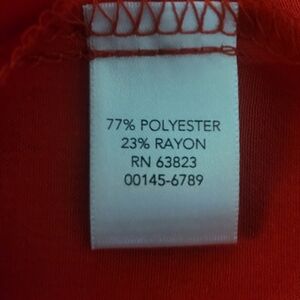 77% POLYESTER
23% RAYON
RN 63823
00145-6789